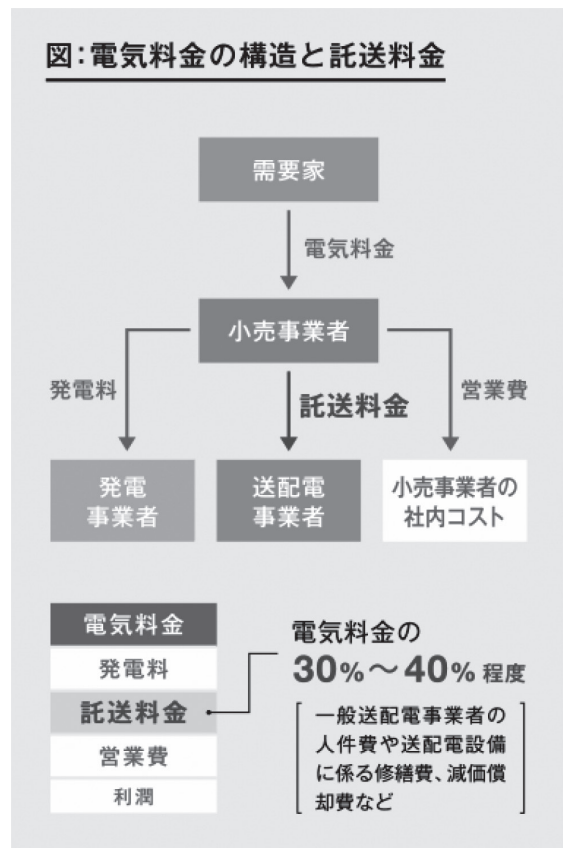 図：電気料金の構造と託送料金
需要家
電気料金
小売事業者
発電料
託送料金
営業費
発電
事業者
送配電
事業者
小売事業者の
社内コスト
電気料金
発電料
託送料金
営業費
利潤
電気料金の
30%〜40%程度
一般送配電事業者の
人件費や送配電設備
に係る修繕費、減価償
却費など